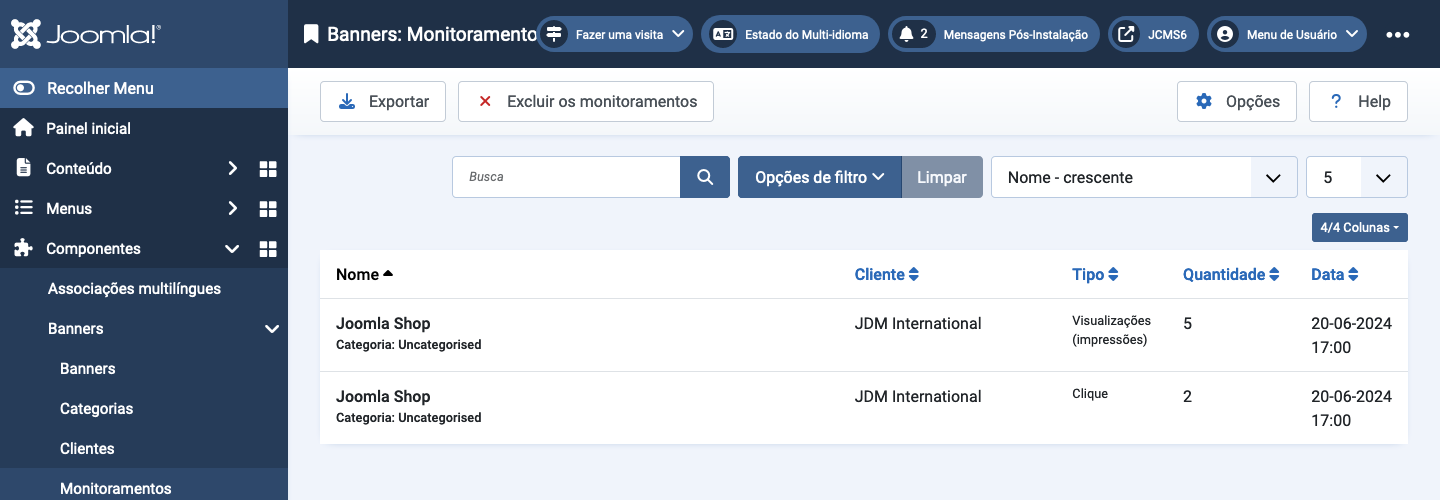 Joomla!®
Banners: Monitoramento
Fazer uma visita
Estado do Multi-idioma
2 Mensagens Pós-Instalação
JCMS6
Menu de Usuário
Recolher Menu
Painel inicial
Conteúdo
Menus
Componentes
Associações multilíngues
Banners
Banners
Categorias
Clientes
Monitoramentos
Exportar
Excluir os monitoramentos
Opções
? Help
Busca
Opções de filtro
Limpar
Nome - crescente
5
4/4 Colunas
Nome Cliente Tipo Quantidade Data
Joomla Shop JDM International Visualizações 5 20-06-2024
Categoria: Uncategorised (impressões) 17:00
Joomla Shop JDM International Clique 2 20-06-2024
Categoria: Uncategorised 17:00